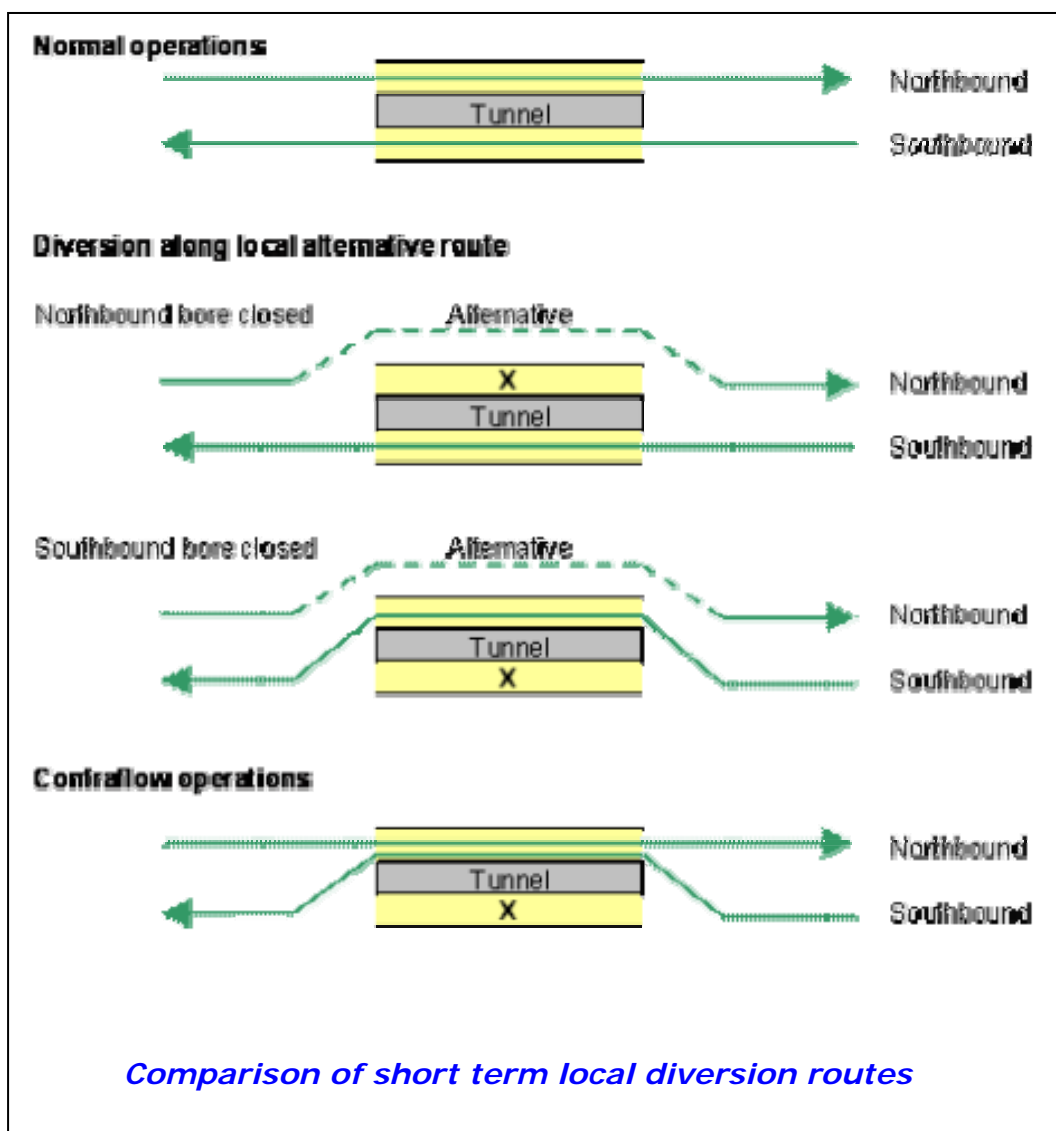 Normal operations
Northbound
Tunnel
Southbound
Diversion along local alternative route
Northbound bore closed Alternative
X
Northbound
Tunnel
Southbound
Southbound bore closed Alternative
Northbound
Tunnel
X
Southbound
Contraflow operations
Northbound
Tunnel
X
Southbound
Comparison of short term local diversion routes